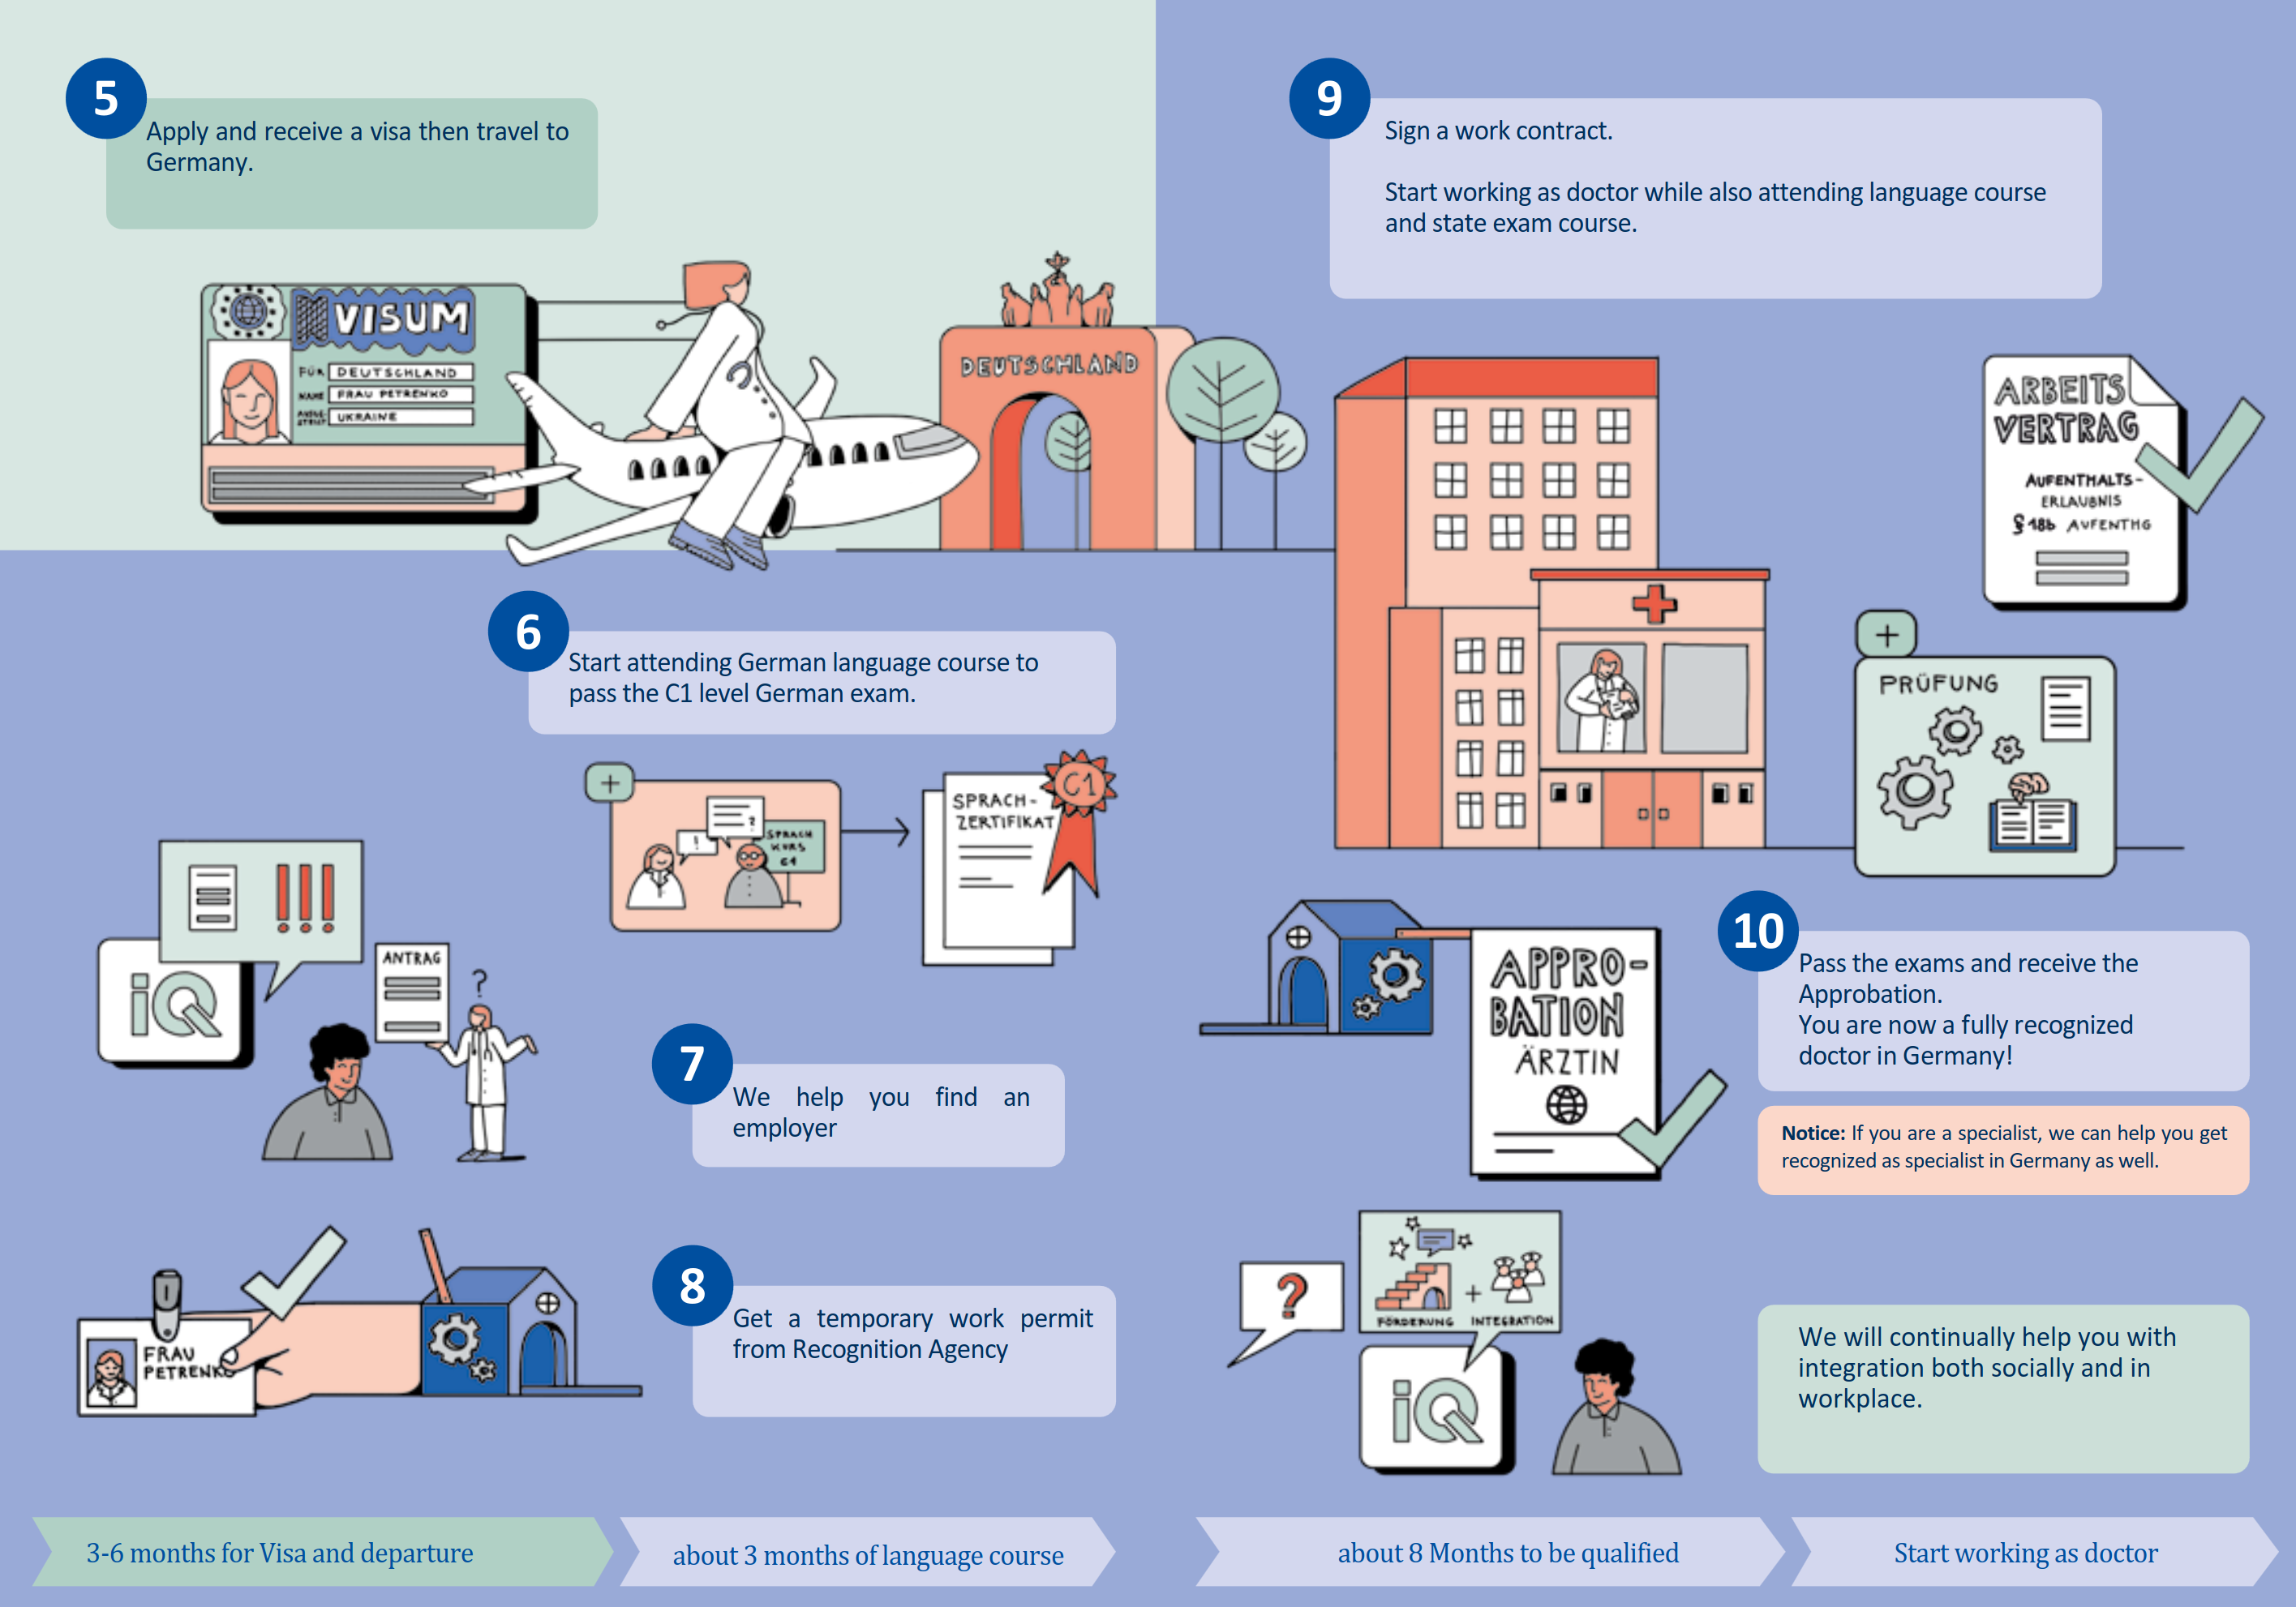 5
Apply and receive a visa then travel to
Germany.
VISUM
FÜR DEUTSCHLAND
NAME FRAU PETRENKO
UKRAINE
DEUTSCHLAND
6
Start attending German language course to
pass the C1 level German exam.
SPRACH
KURS
C1
SPRACH-
ZERTIFIKAT
C1
!!!
iQ
ANTRAG
?
7
We help you find an
employer
8
Get a temporary work permit
from Recognition Agency
FRAU
PETRENKO
9
Sign a work contract.
Start working as doctor while also attending language course
and state exam course.
ARBEITS
VERTRAG
AUFENTHALTS-
ERLAUBNIS
§ 18b AUFENTHG
+
PRÜFUNG
10
Pass the exams and receive the
Approbation.
You are now a fully recognized
doctor in Germany!
APPRO-
BATION
ÄRZTIN
Notice: If you are a specialist, we can help you get
recognized as specialist in Germany as well.
?
+
FÖRDERUNG INTEGRATION
iQ
We will continually help you with
integration both socially and in
workplace.
3-6 months for Visa and departure
about 3 months of language course
about 8 Months to be qualified
Start working as doctor